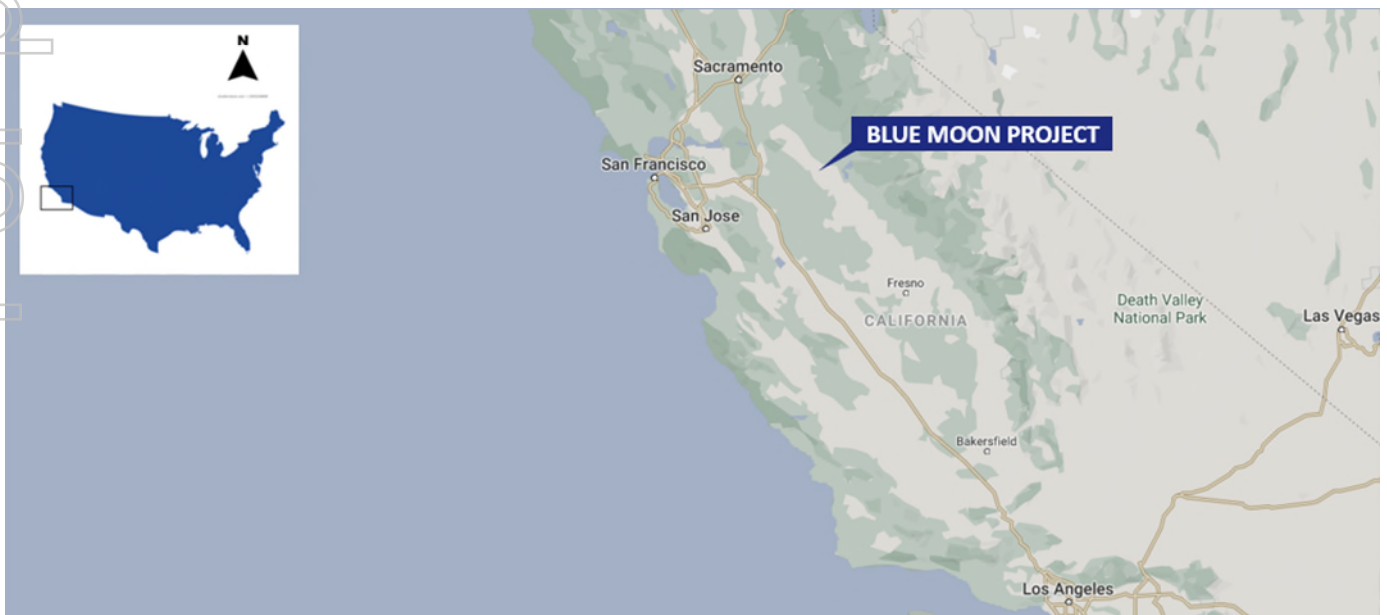 N
Sacramento
BLUE MOON PROJECT
San Francisco
San Jose
Fresno
CALIFORNIA
Death Valley
National Park
Las Vegas
Bakersfield
Los Angeles